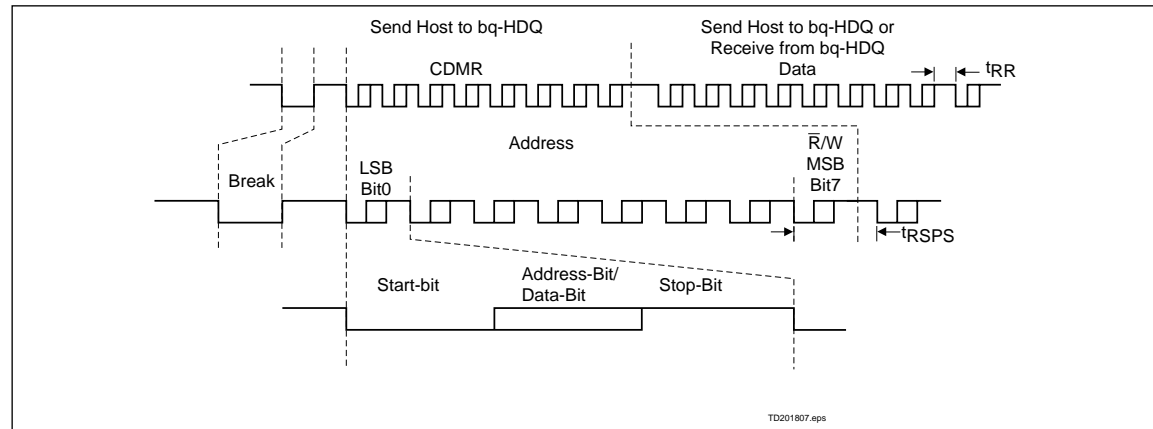 Send Host to bq-HDQ
Send Host to bq-HDQ or
Receive from bq-HDQ
CDMR
Data
tRR
Address
R̅/W
MSB
Bit7
Break
LSB
Bit0
tRSPS
Start-bit
Address-Bit/
Data-Bit
Stop-Bit
TD201807.eps